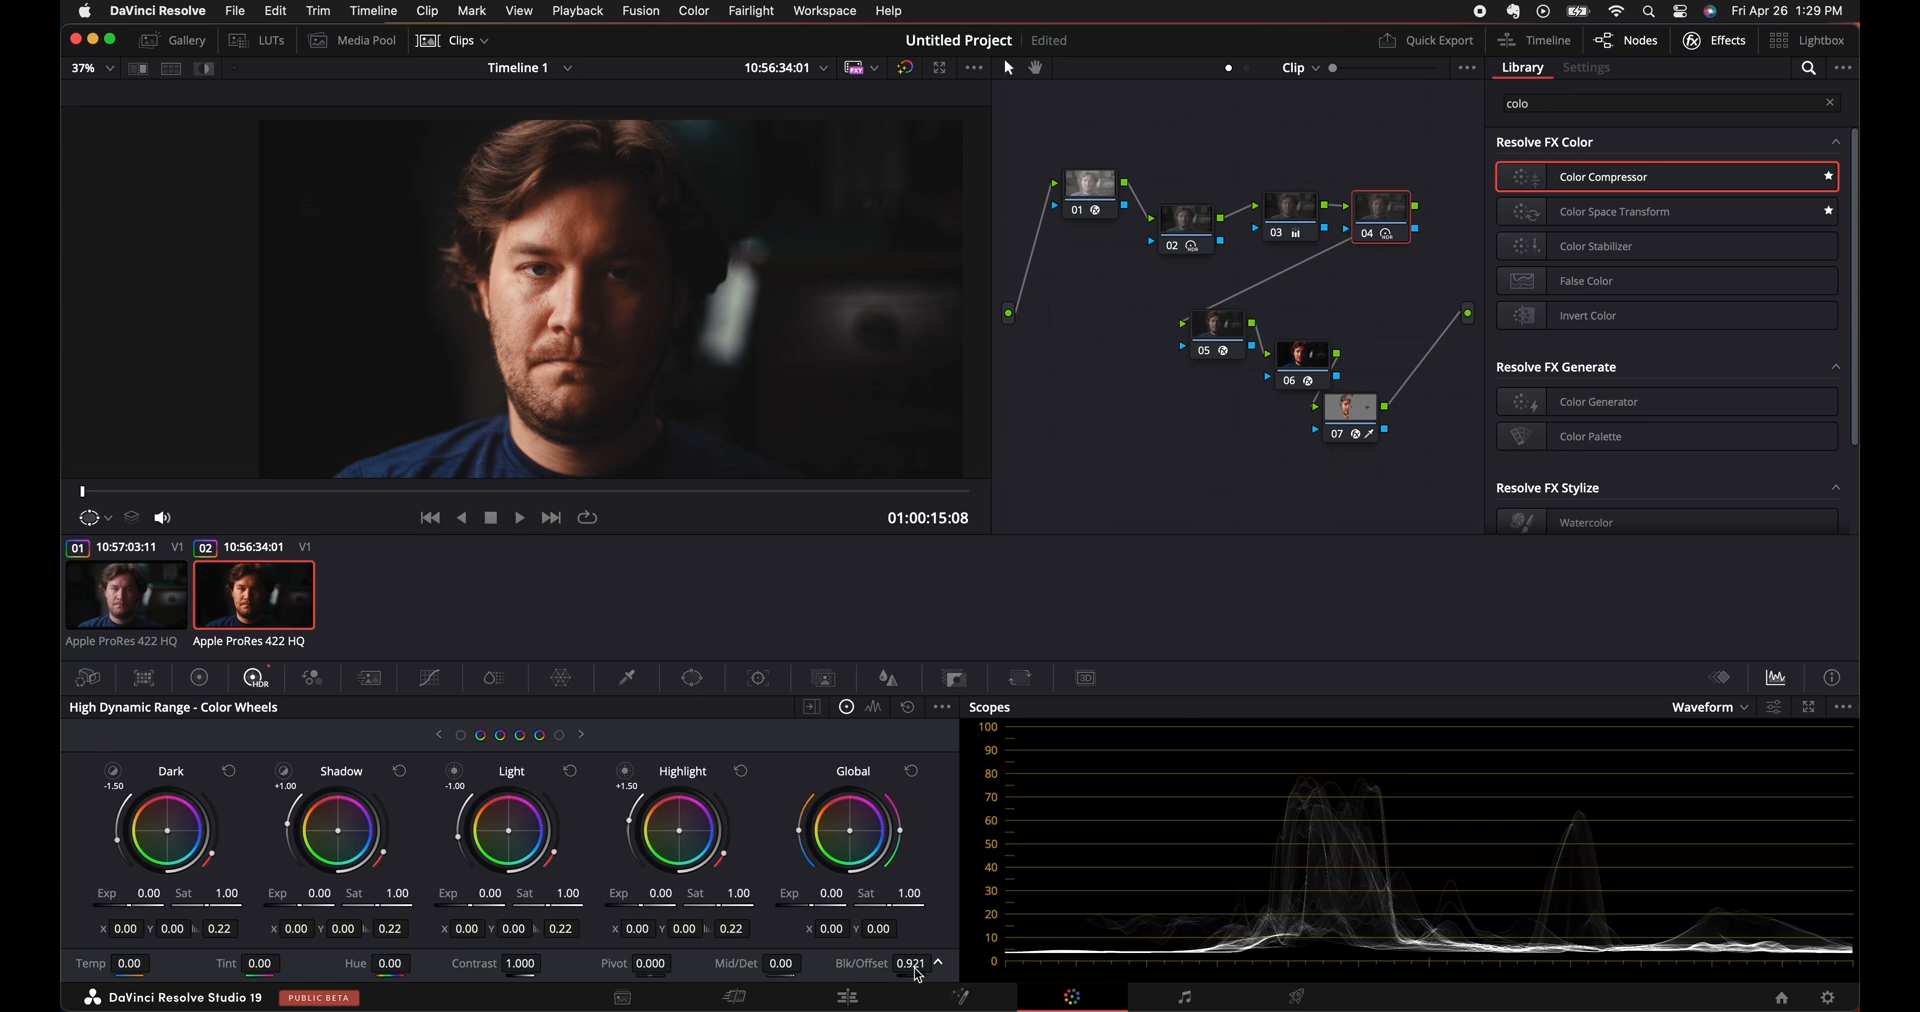 DaVinci Resolve File Edit Trim Timeline Clip Mark View Playback Fusion Color Fairlight Workspace Help Fri Apr 26 1:29 PM
Gallery LUTs Media Pool Clips Untitled Project Edited Quick Export Timeline Nodes Effects Lightbox
37% Timeline 1 10:56:34:01 PXY Clip Library Settings
colo
Resolve FX Color
Color Compressor
Color Space Transform
Color Stabilizer
False Color
Invert Color
Resolve FX Generate
Color Generator
Color Palette
Resolve FX Stylize
Watercolor
01
02 HDR
03
04 HDR
05
06
07
01:00:15:08
01 10:57:03:11 V1 02 10:56:34:01 V1
Apple ProRes 422 HQ Apple ProRes 422 HQ
HDR 3D
High Dynamic Range - Color Wheels
Dark Shadow Light Highlight Global
-1.50 +1.00 -1.00 +1.50
Exp 0.00 Sat 1.00 Exp 0.00 Sat 1.00 Exp 0.00 Sat 1.00 Exp 0.00 Sat 1.00 Exp 0.00 Sat 1.00
X 0.00 Y 0.00 0.22 X 0.00 Y 0.00 0.22 X 0.00 Y 0.00 0.22 X 0.00 Y 0.00 0.22 X 0.00 Y 0.00
Temp 0.00 Tint 0.00 Hue 0.00 Contrast 1.000 Pivot 0.000 Mid/Det 0.00 Blk/Offset 0.921
Scopes Waveform
100
90
80
70
60
50
40
30
20
10
0
DaVinci Resolve Studio 19 PUBLIC BETA